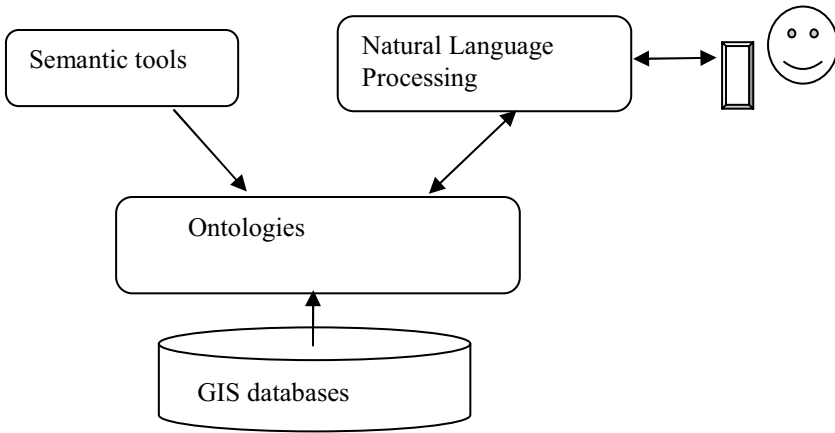 Semantic tools
Natural Language
Processing
Ontologies
GIS databases